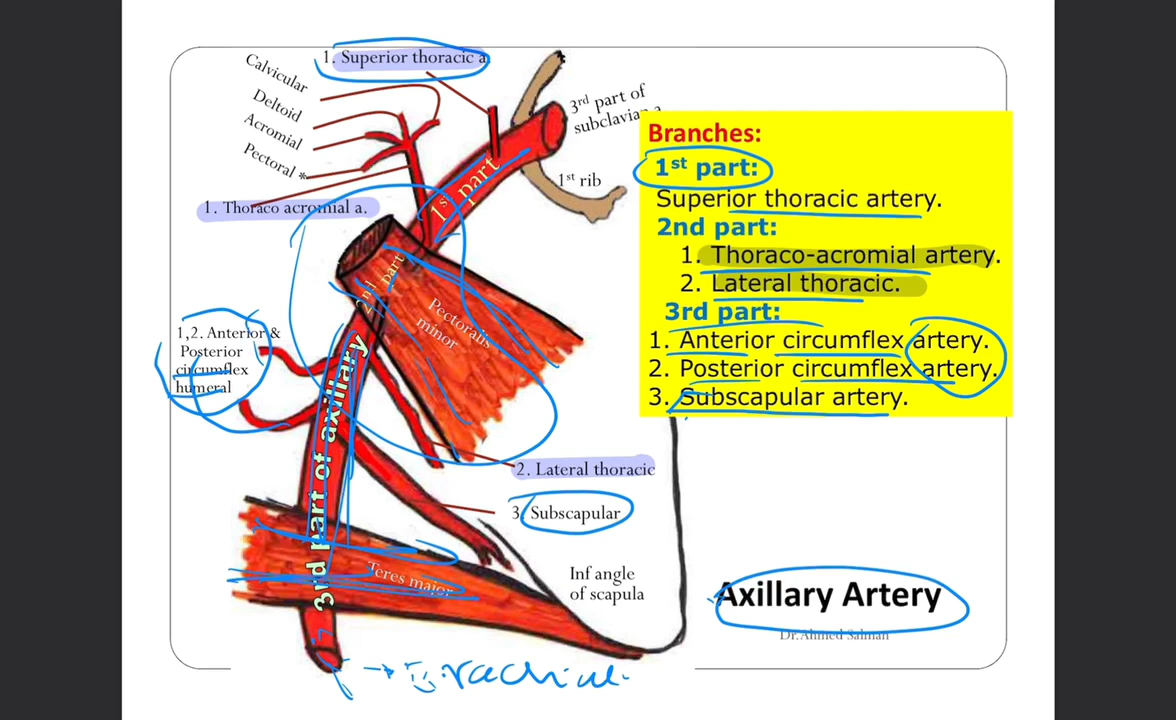 1. Superior thoracic a
Calvicular
Deltoid
Acromial
Pectoral *
3rd part of
subclavian a
1st rib
1st part
1. Thoraco acromial a.
2nd part
Pectoralis
minor
1,2. Anterior &
Posterior
circumflex
humeral
3rd part of axillary
2. Lateral thoracic
3. Subscapular
Teres major
Inf angle
of scapula
Brachial
Branches:
1st part:
Superior thoracic artery.
2nd part:
1. Thoraco-acromial artery.
2. Lateral thoracic.
3rd part:
1. Anterior circumflex artery.
2. Posterior circumflex artery.
3. Subscapular artery.
Axillary Artery
Dr.Ahmed Salman